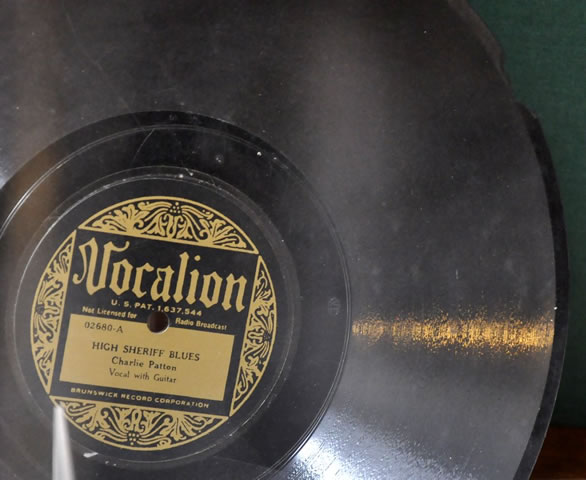 Vocalion
U. S. PAT. 1,637,544
Not Licensed for Radio Broadcast
02680-A
HIGH SHERIFF BLUES
Charlie Patten
Vocal with Guitar
BRUNSWICK RECORD CORPORATION